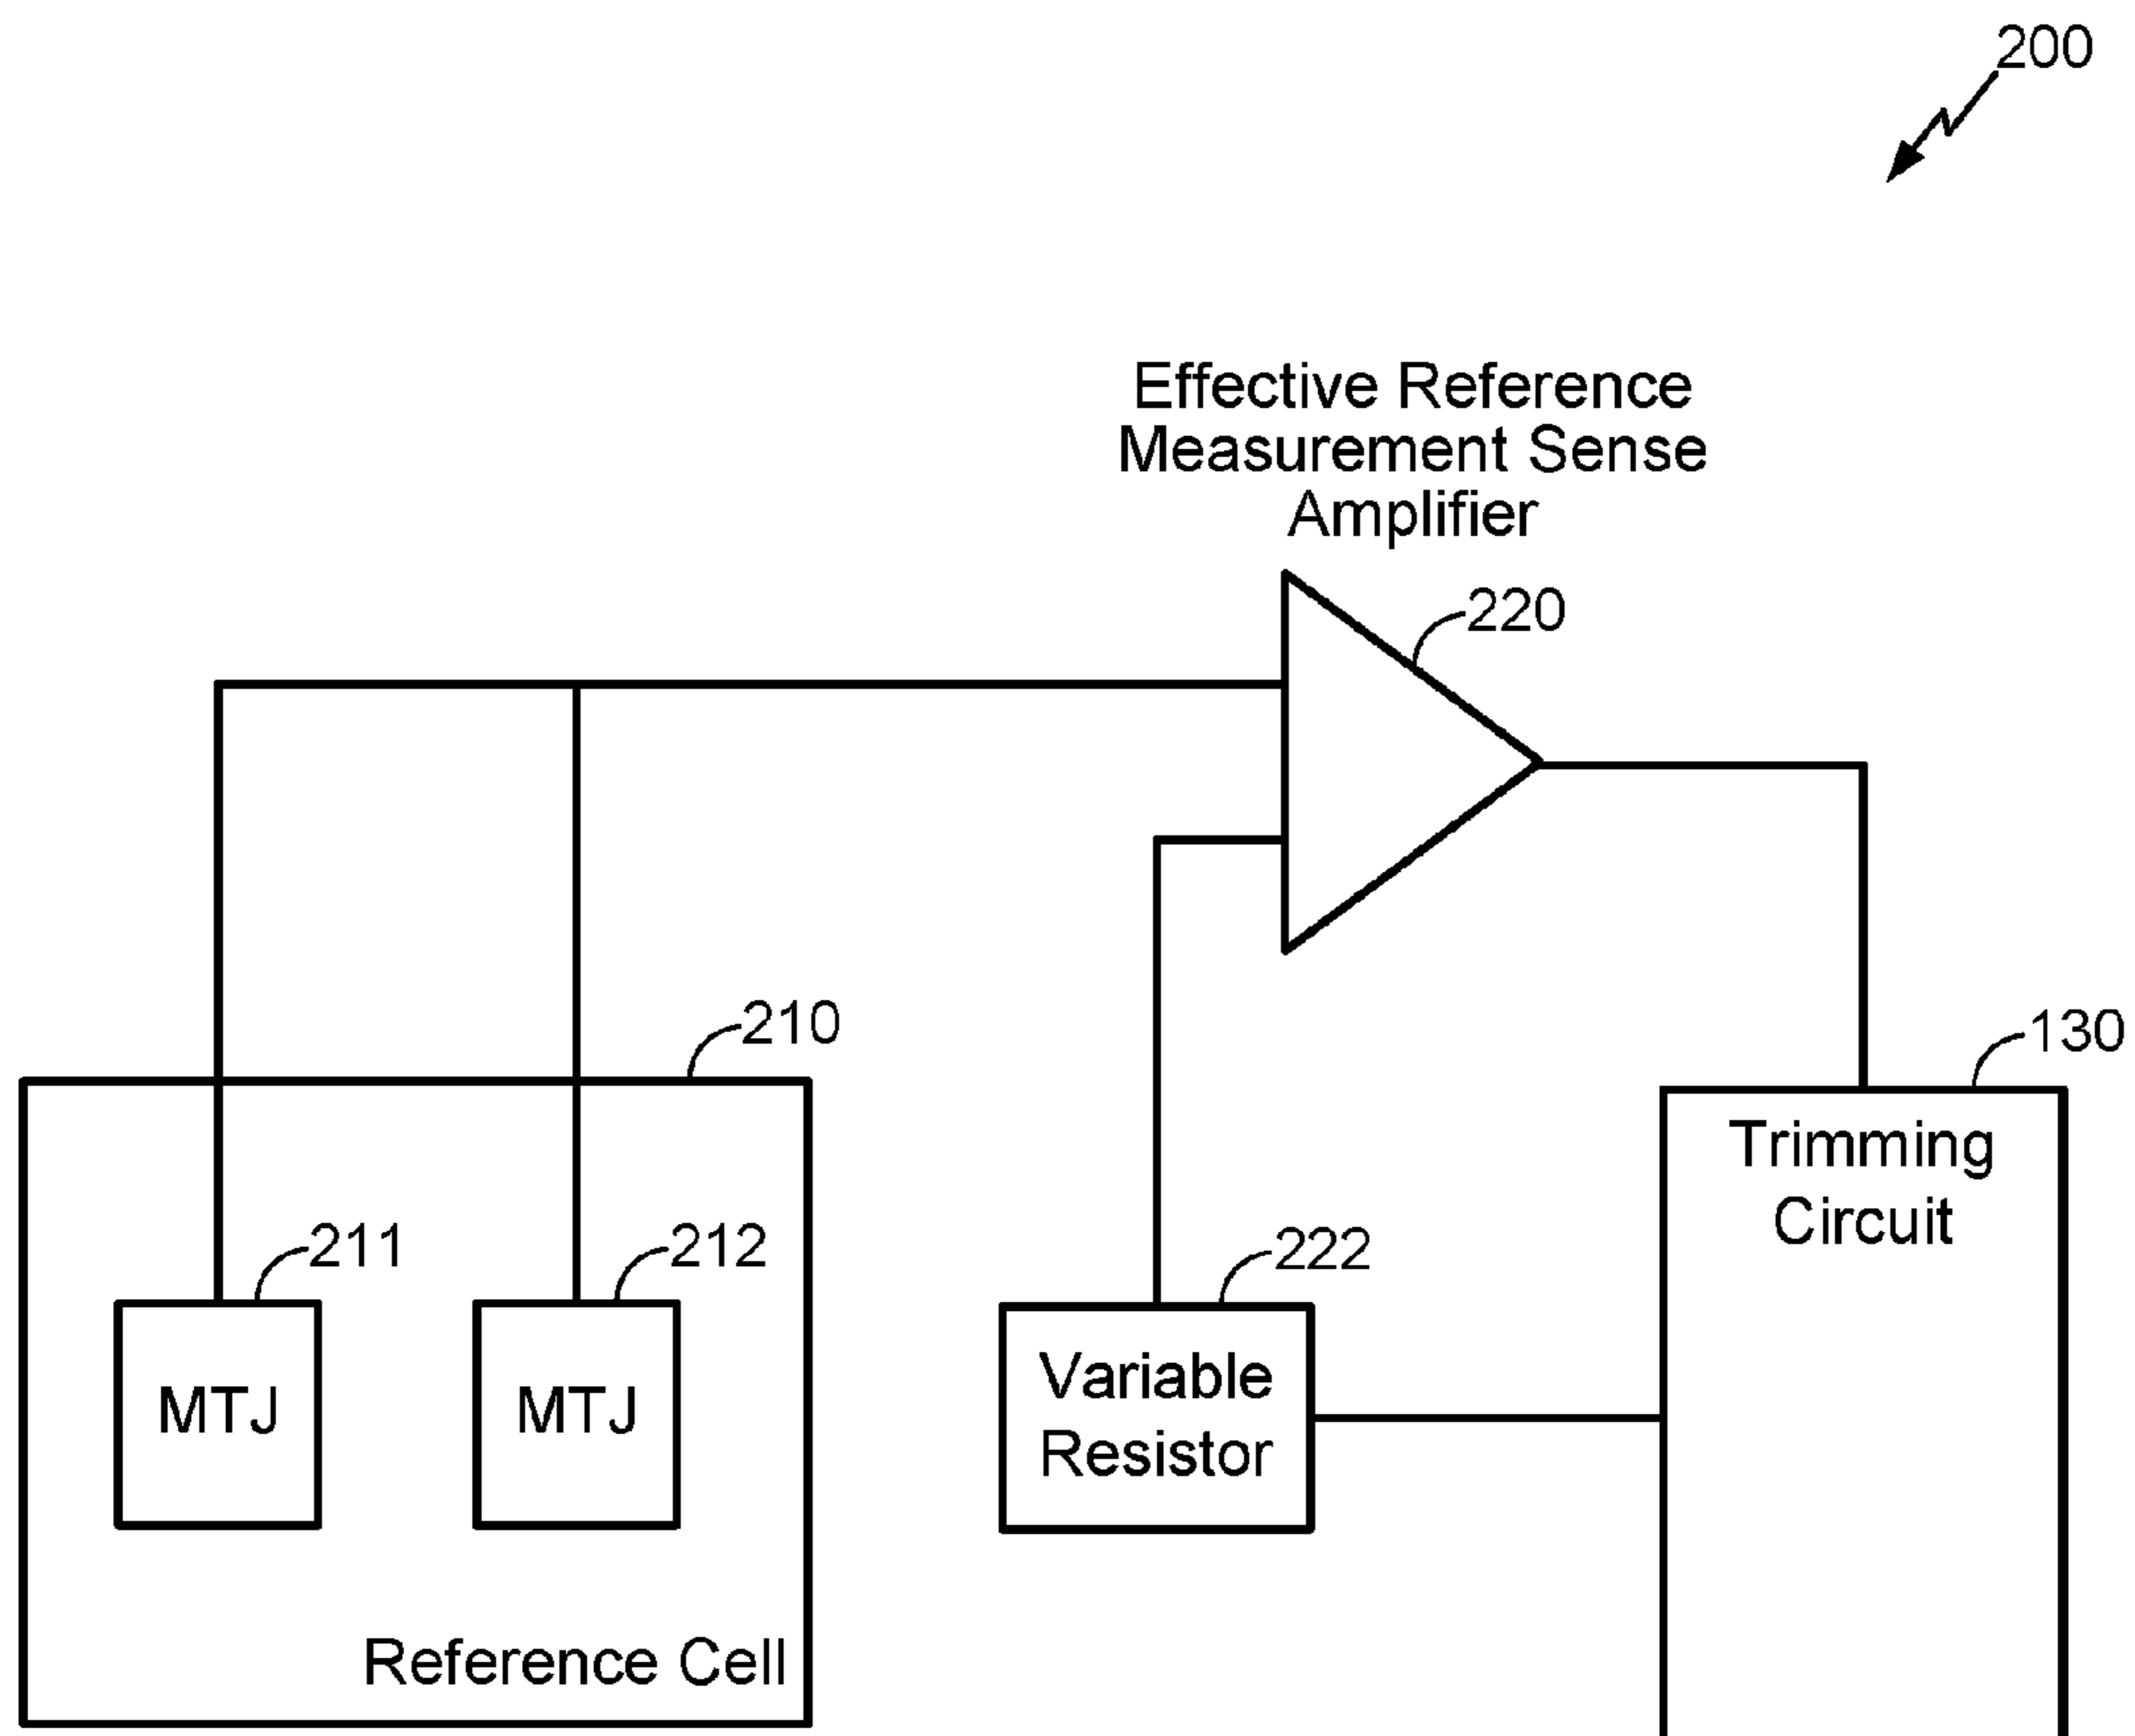 200
Effective Reference
Measurement Sense
Amplifier
220
210
130
Trimming
Circuit
211
212
222
MTJ
MTJ
Variable
Resistor
Reference Cell